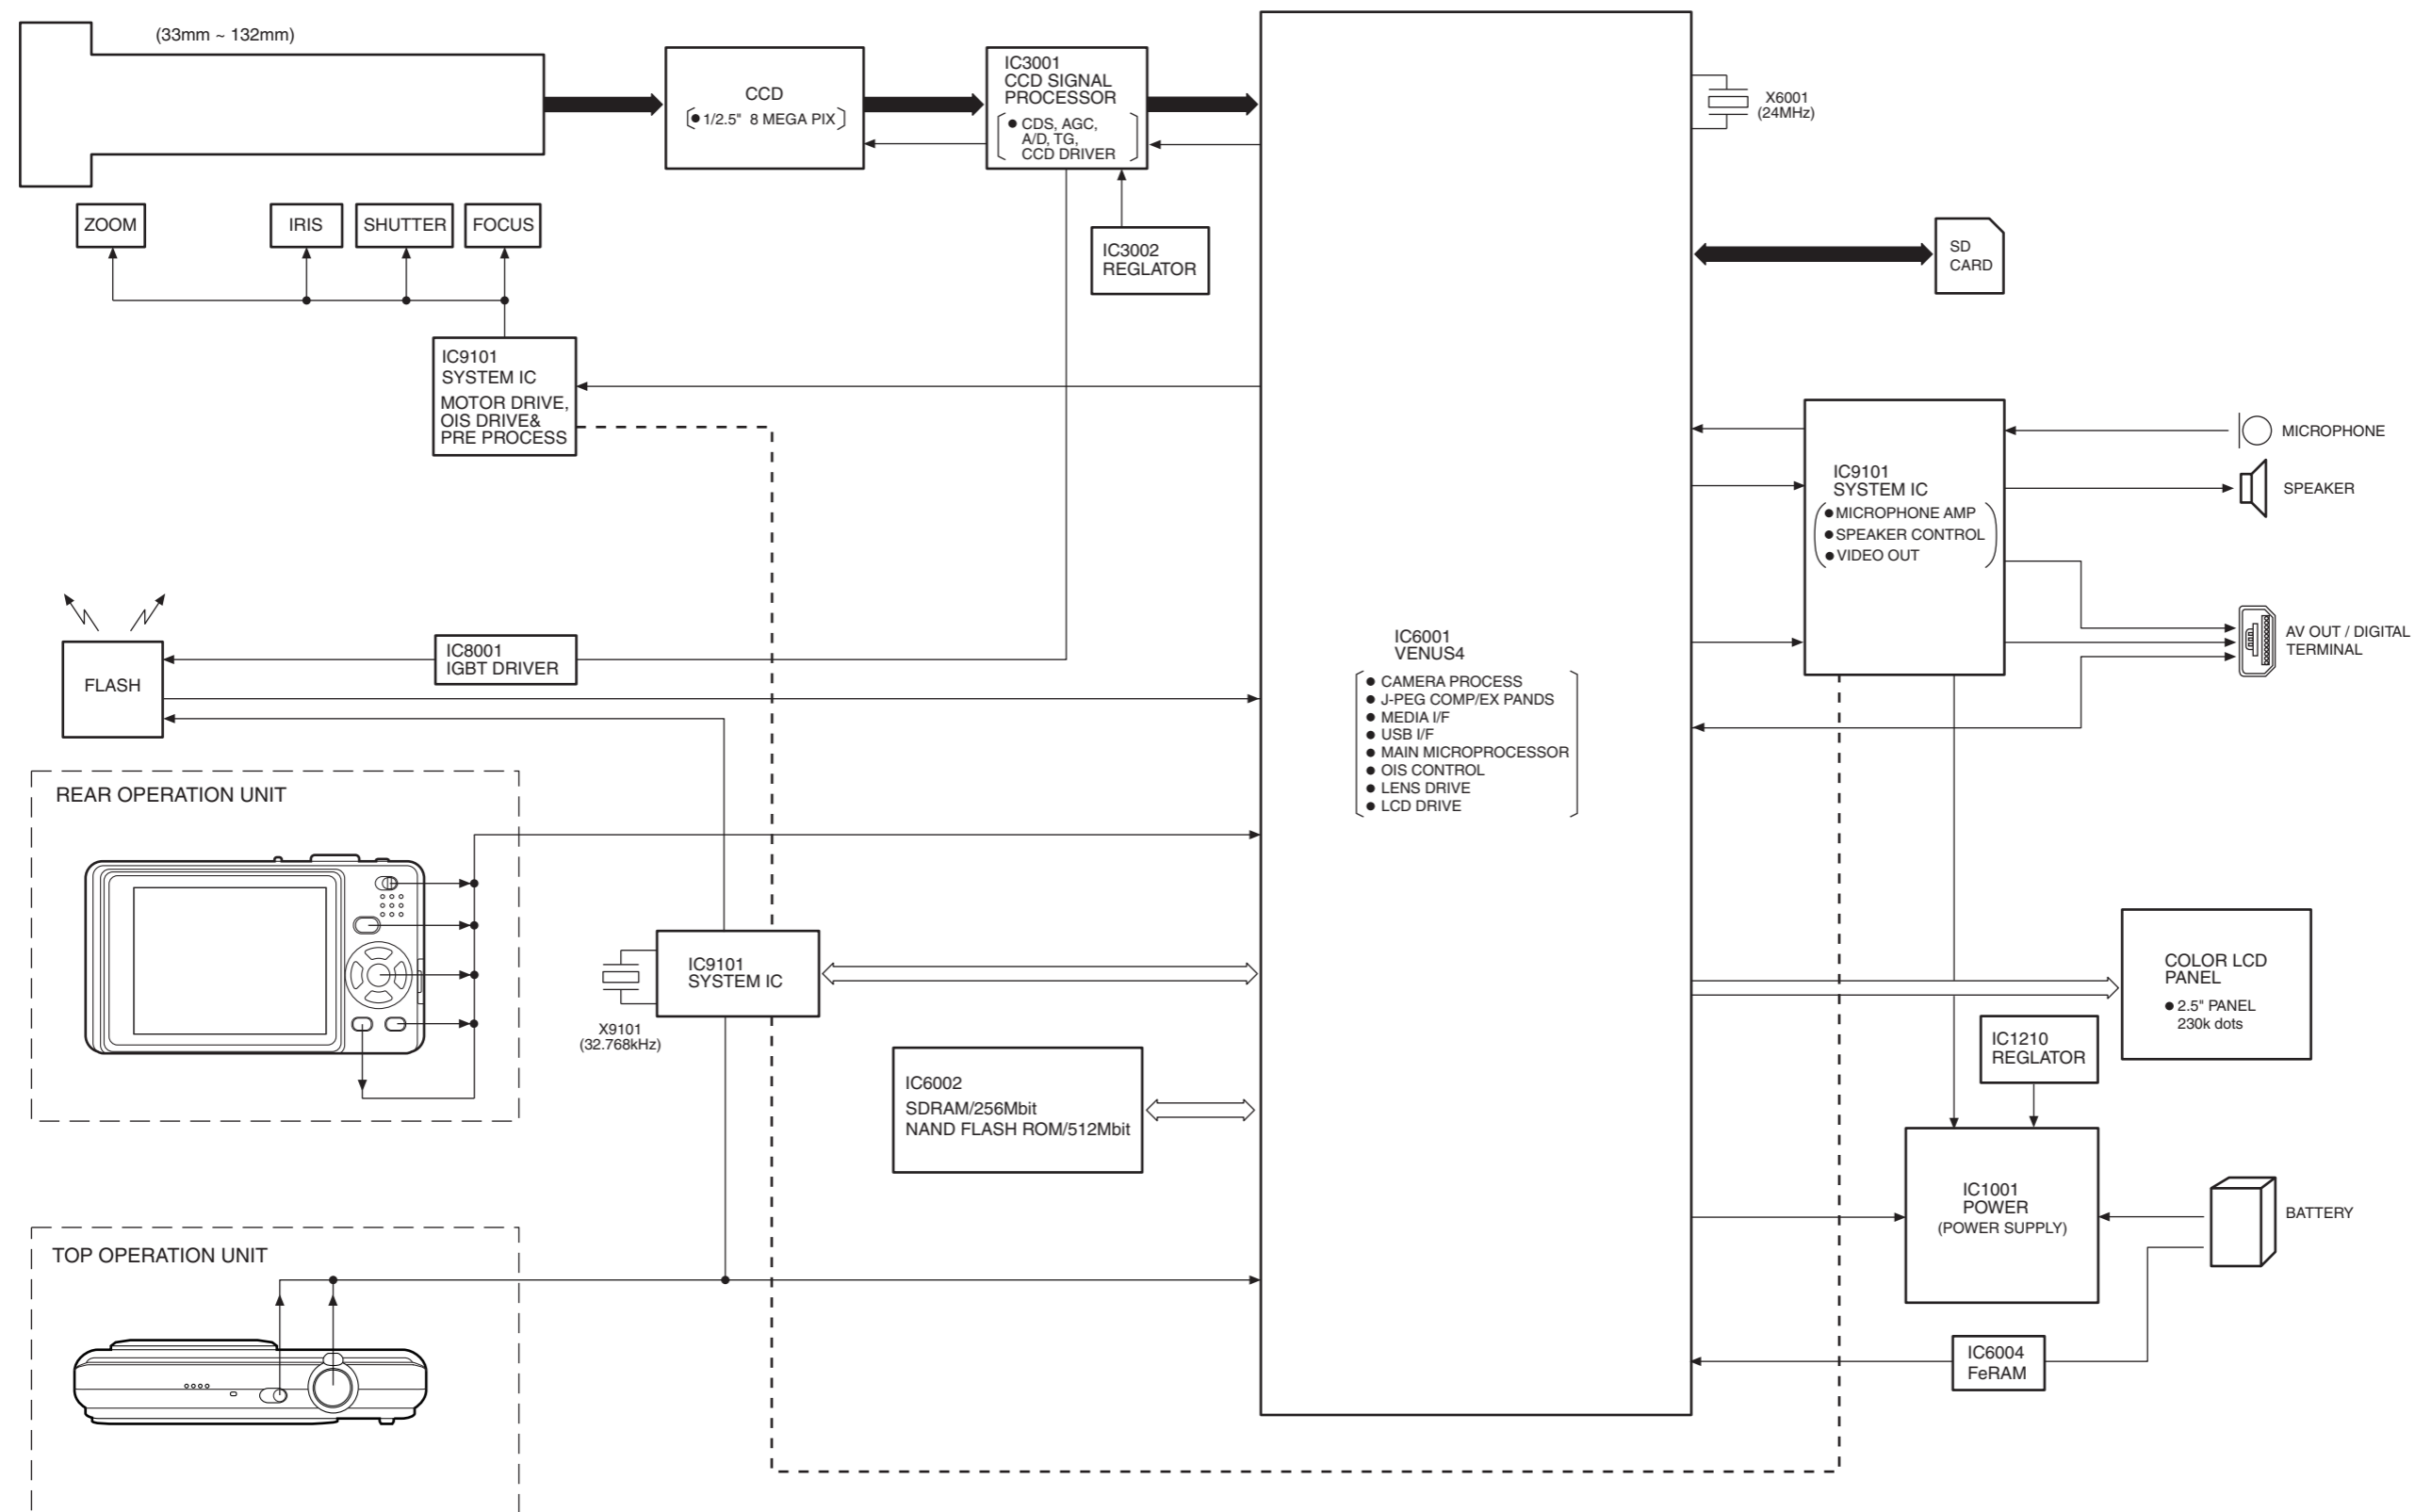 (33mm ~ 132mm)
CCD
● 1/2.5" 8 MEGA PIX
IC3001
CCD SIGNAL
PROCESSOR
● CDS, AGC,
A/D, TG,
CCD DRIVER
X6001
(24MHz)
ZOOM
IRIS
SHUTTER
FOCUS
IC3002
REGLATOR
SD
CARD
IC9101
SYSTEM IC
MOTOR DRIVE,
OIS DRIVE&
PRE PROCESS
IC9101
SYSTEM IC
● MICROPHONE AMP
● SPEAKER CONTROL
● VIDEO OUT
MICROPHONE
SPEAKER
AV OUT / DIGITAL
TERMINAL
FLASH
IC8001
IGBT DRIVER
IC6001
VENUS4
● CAMERA PROCESS
● J-PEG COMP/EX PANDS
● MEDIA I/F
● USB I/F
● MAIN MICROPROCESSOR
● OIS CONTROL
● LENS DRIVE
● LCD DRIVE
REAR OPERATION UNIT
IC9101
SYSTEM IC
X9101
(32.768kHz)
COLOR LCD
PANEL
● 2.5" PANEL
230k dots
IC1210
REGLATOR
IC6002
SDRAM/256Mbit
NAND FLASH ROM/512Mbit
IC1001
POWER
(POWER SUPPLY)
BATTERY
TOP OPERATION UNIT
IC6004
FeRAM